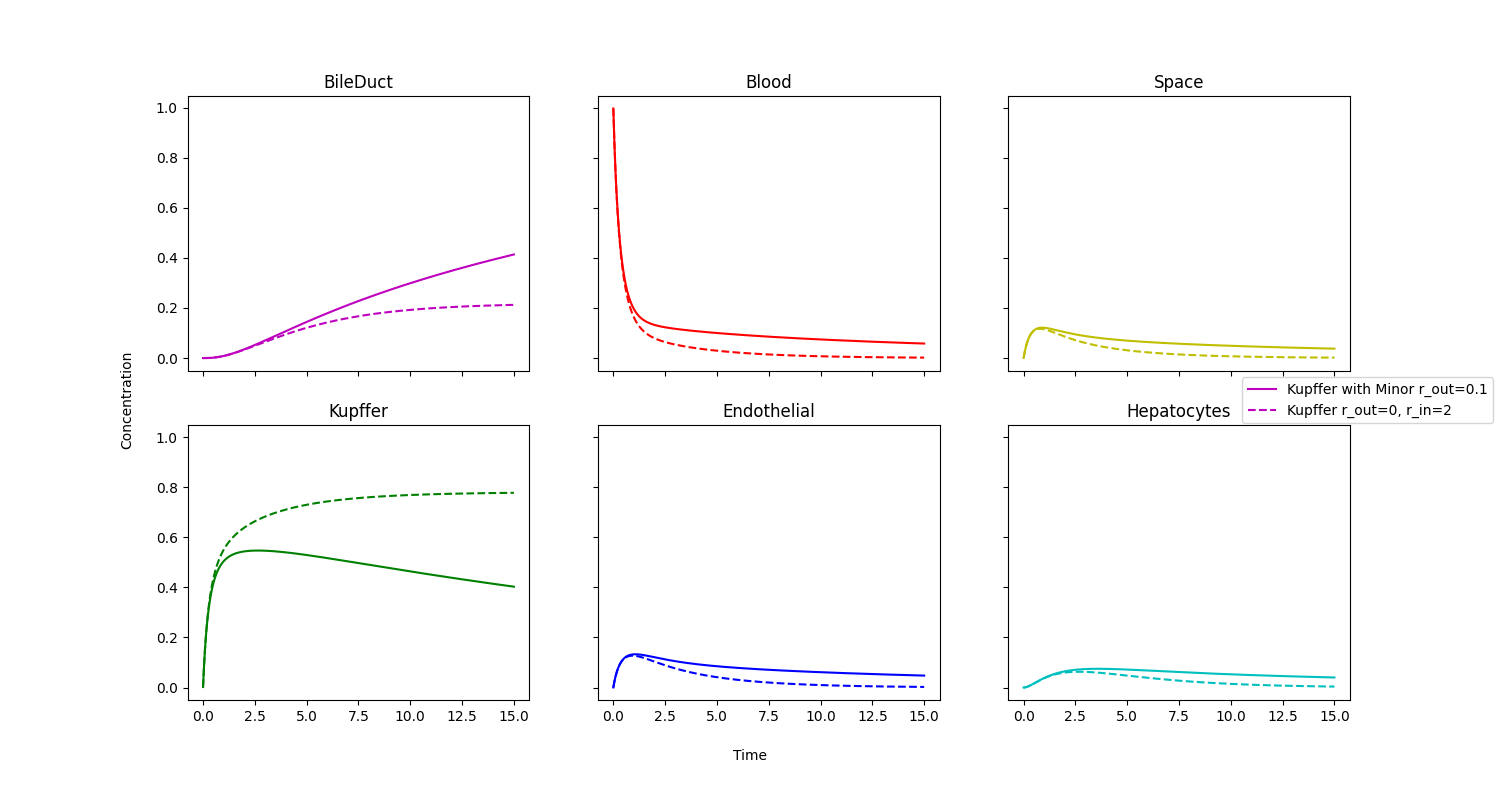 BileDuct
Blood
Space
1.0
0.8
0.6
0.4
0.2
0.0
Concentration
Kupffer with Minor r_out=0.1
Kupffer r_out=0, r_in=2
Kupffer
Endothelial
Hepatocytes
1.0
0.8
0.6
0.4
0.2
0.0
0.0 2.5 5.0 7.5 10.0 12.5 15.0
0.0 2.5 5.0 7.5 10.0 12.5 15.0
0.0 2.5 5.0 7.5 10.0 12.5 15.0
Time